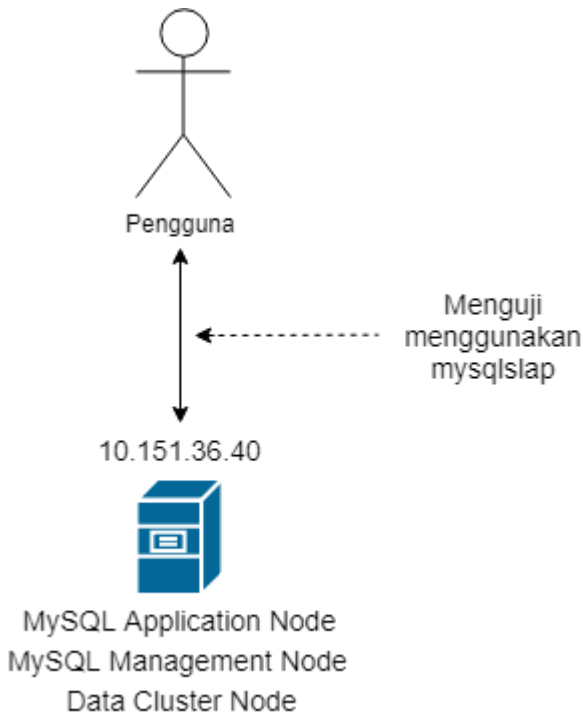 Pengguna
Menguji
menggunakan
mysqlslap
10.151.36.40
MySQL Application Node
MySQL Management Node
Data Cluster Node